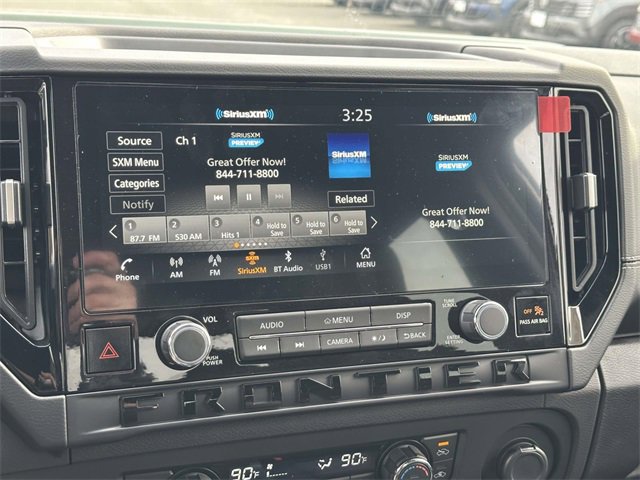 SiriusXM
3:25
SiriusXM
Source
Ch 1
SiriusXM
PREVIEW
SXM Menu
Great Offer Now!
844-711-8800
SiriusXM
SiriusXM
PREVIEW
Categories
Notify
Related
Great Offer Now!
844-711-8800
1
87.7 FM
2
530 AM
3
Hits 1
4
Hold to
Save
5
Hold to
Save
6
Hold to
Save
Phone
AM
FM
SXM
SiriusXM
BT Audio
USB1
MENU
VOL
PUSH
POWER
AUDIO
MENU
DISP
CAMERA
BACK
TUNE
SCROLL
ENTER
SETTING
OFF
PASS AIR BAG
FRONTIER
90°F
90°F